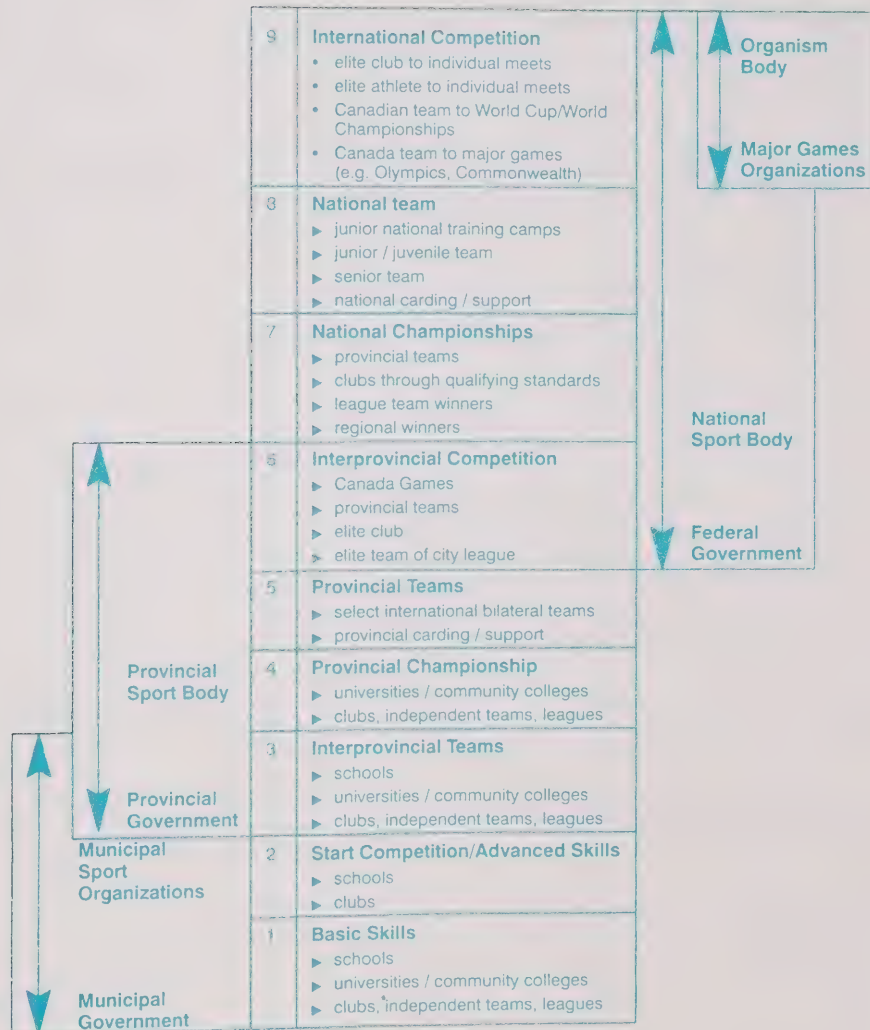 9 International Competition
• elite club to individual meets
• elite athlete to individual meets
• Canadian team to World Cup/World
Championships
• Canada team to major games
(e.g. Olympics, Commonwealth)
Organism
Body
Major Games
Organizations
8 National team
▶ junior national training camps
▶ junior / juvenile team
▶ senior team
▶ national carding / support
7 National Championships
▶ provincial teams
▶ clubs through qualifying standards
▶ league team winners
▶ regional winners
National
Sport Body
6 Interprovincial Competition
▶ Canada Games
▶ provincial teams
▶ elite club
▶ elite team of city league
Federal
Government
5 Provincial Teams
▶ select international bilateral teams
▶ provincial carding / support
Provincial
Sport Body
4 Provincial Championship
▶ universities / community colleges
▶ clubs, independent teams, leagues
3 Interprovincial Teams
▶ schools
▶ universities / community colleges
▶ clubs, independent teams, leagues
Provincial
Government
Municipal
Sport
Organizations
2 Start Competition/Advanced Skills
▶ schools
▶ clubs
1 Basic Skills
▶ schools
▶ universities / community colleges
▶ clubs, independent teams, leagues
Municipal
Government